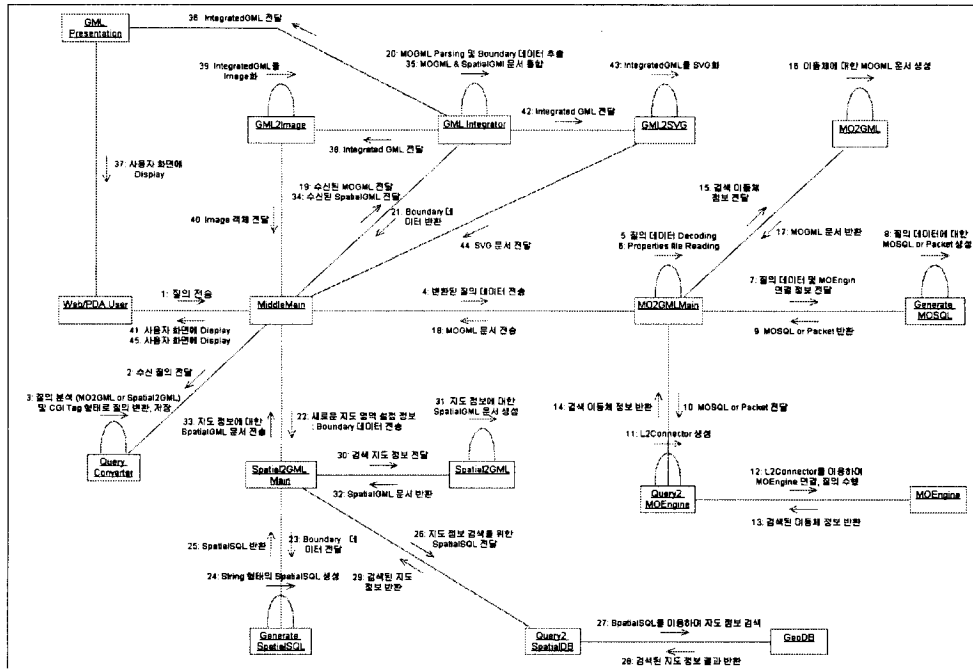 38: IntegratedGML 전달
GML
Presentation
20: MOGML Parsing 및 Boundary 데이터 추출
35: MOGML & SpatialGMl 문서 통합
39: IntegratedGML를
Image화
43: IntegratedGML를 SVG화
16: 이동체에 대한 MOGML 문서 생성
42: Integrated GML 전달
GML2Image
GML Integrator
GML2SVG
MO2GML
38: Integrated GML 전달
37: 사용자 화면에
Display
19: 수신된 MOGML 전달
34: 수신된 SpatialGML 전달
15: 검색 이동체
정보 전달
21: Boundary 데
이터 반환
40: Image 객체 전달
5: 질의 데이터 Decoding
6: Properties file Reading
17: MOGML 문서 반환
8: 질의 데이터에 대한
MOSQL or Packet 생성
44: SVG 문서 전달
7: 질의 데이터 및 MOEngin
연결 정보 전달
1: 질의 전송
4: 변환된 질의 데이터 전송
Web/PDA User
MiddleMain
MO2GMLMain
Generate
MOSQL
41: 사용자 화면에 Display
45: 사용자 화면에 Display
18: MOGML 문서 전송
9: MOSQL or Packet 반환
2: 수신 질의 전달
3: 질의 분석 (MO2GML or Spatial2GML)
및 CGI Tag 형태로 질의 변환, 저장
31: 지도 정보에 대한
SpatialGML 문서 생성
14: 검색 이동체 정보 반환
10: MOSQL or Packet 전달
33: 지도 정보에 대한
SpatialGML 문서 전송
22: 새로운 지도 영역 설정 정보
: Boundary 데이터 전송
11: L2Connector 생성
30: 검색 지도 정보 전달
Query
Converter
Spatial2GML
Main
Spatial2GML
12: L2Connector를 이용하여
MOEngine 연결, 질의 수행
32: SpatialGML 문서 반환
Query2
MOEngine
MOEngine
13: 검색된 이동체 정보 반환
25: SpatialSQL 반환
23: Boundary 데
이터 전달
26: 지도 정보 검색를 위한
SpatialSQL 전달
24: String 형태의 SpatialSQL 생성
29: 검색된 지도
정보 반환
27: SpatialSQL를 이용하여 지도 정보 검색
Generate
SpatialSQL
Query2
SpatialDB
GeoDB
28: 검색된 지도 정보 결과 반환